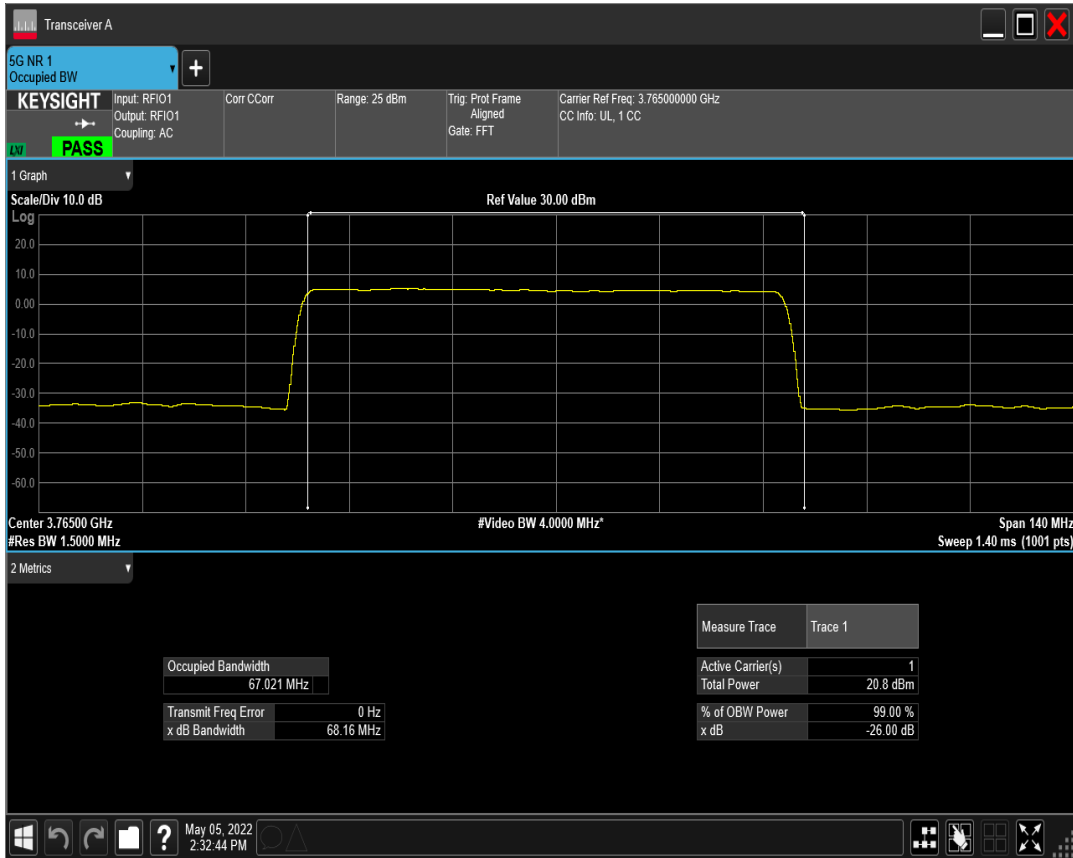 Transceiver A
5G NR 1
Occupied BW
KEYSIGHT
LXI
PASS
Input: RFIO1
Output: RFIO1
Coupling: AC
Corr CCorr
Range: 25 dBm
Trig: Prot Frame
Aligned
Gate: FFT
Carrier Ref Freq: 3.765000000 GHz
CC Info: UL, 1 CC
1 Graph
Scale/Div 10.0 dB
Ref Value 30.00 dBm
Log
20.0
10.0
0.00
-10.0
-20.0
-30.0
-40.0
-50.0
-60.0
Center 3.76500 GHz
#Video BW 4.0000 MHz*
Span 140 MHz
#Res BW 1.5000 MHz
Sweep 1.40 ms (1001 pts)
2 Metrics
Measure Trace Trace 1
Occupied Bandwidth
67.021 MHz
Active Carrier(s) 1
Total Power 20.8 dBm
Transmit Freq Error 0 Hz
x dB Bandwidth 68.16 MHz
% of OBW Power 99.00 %
x dB -26.00 dB
?
May 05, 2022
2:32:44 PM